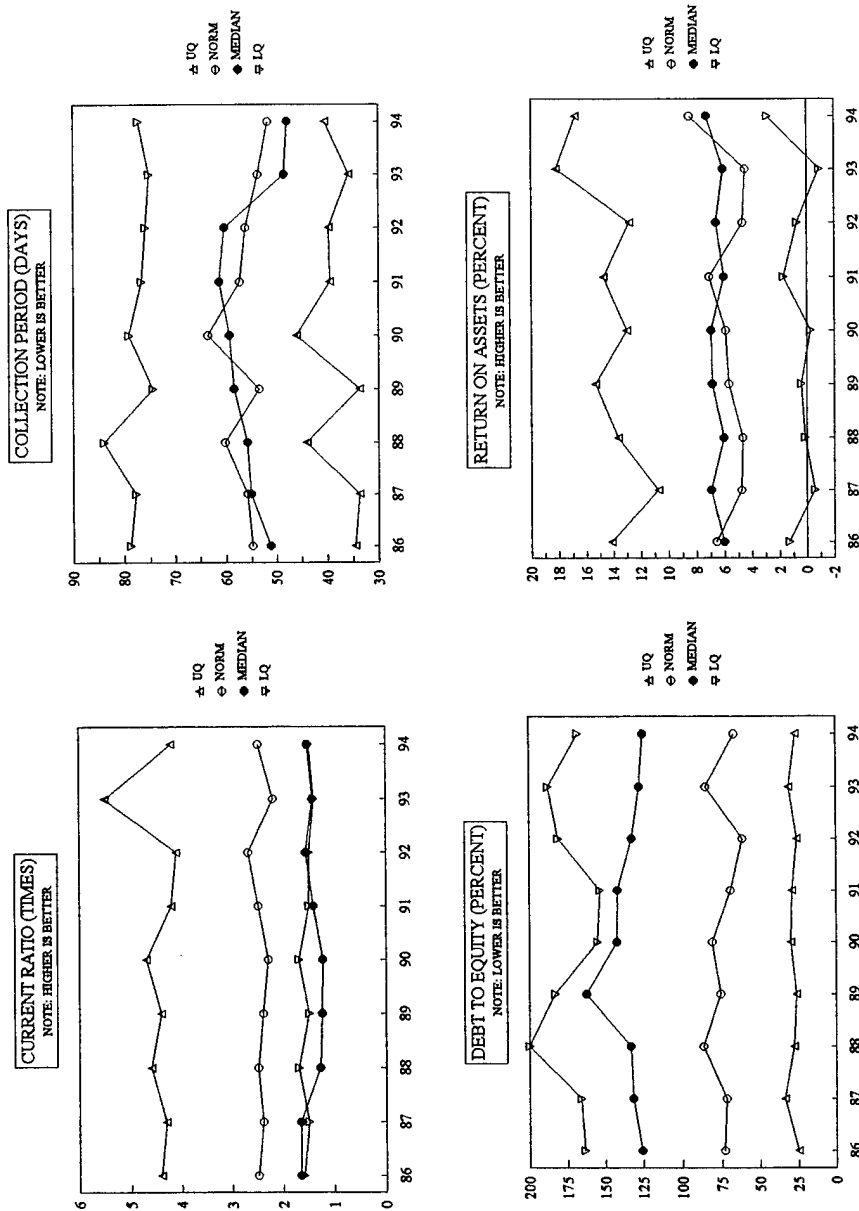 CURRENT RATIO (TIMES)
NOTE: HIGHER IS BETTER
6
5
4
3
2
1
0
86 87 88 89 90 91 92 93 94
UQ
NORM
MEDIAN
LQ
COLLECTION PERIOD (DAYS)
NOTE: LOWER IS BETTER
90
80
70
60
50
40
30
86 87 88 89 90 91 92 93 94
UQ
NORM
MEDIAN
LQ
DEBT TO EQUITY (PERCENT)
NOTE: LOWER IS BETTER
200
175
150
125
100
75
50
25
0
86 87 88 89 90 91 92 93 94
UQ
NORM
MEDIAN
LQ
RETURN ON ASSETS (PERCENT)
NOTE: HIGHER IS BETTER
20
18
16
14
12
10
8
6
4
2
0
-2
86 87 88 89 90 91 92 93 94
UQ
NORM
MEDIAN
LQ